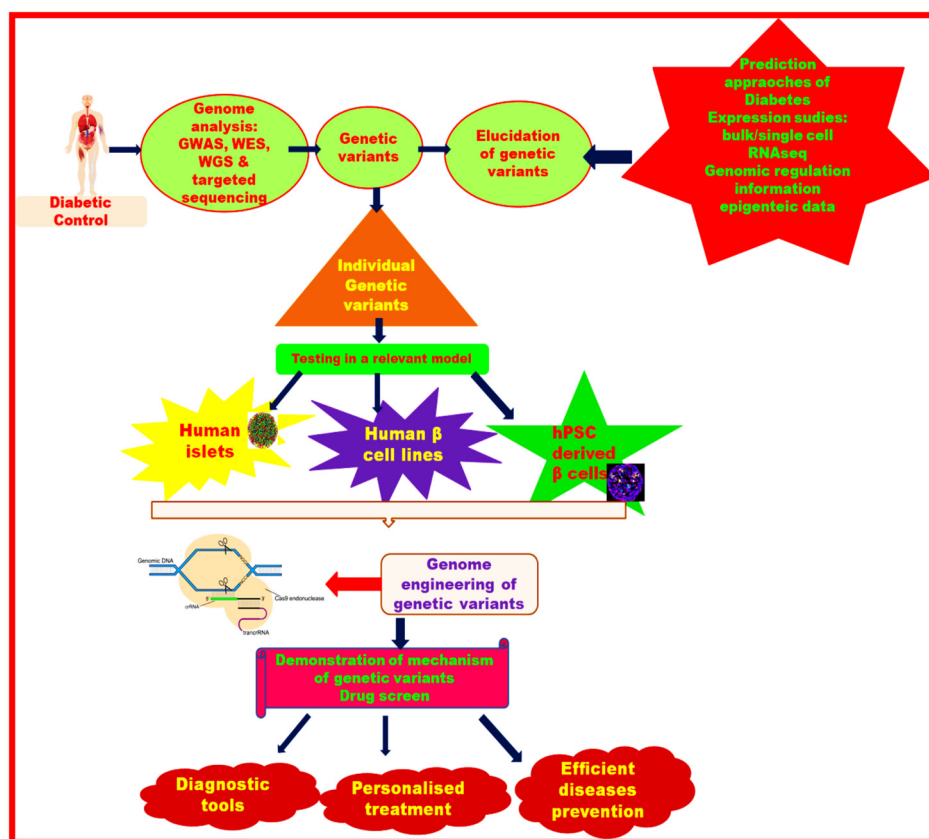 Diabetic
Control
Genome
analysis:
GWAS, WES,
WGS &
targeted
sequencing
Genetic
variants
Elucidation
of genetic
variants
Prediction
appraoches of
Diabetes
Expression sudies:
bulk/single cell
RNAseq
Genomic regulation
information
epigenteic data
Individual
Genetic
variants
Testing in a relevant model
Human
islets
Human β
cell lines
hPSC
derived
β cells
Genomic DNA
5'
3'
crRNA
Cas9 endonuclease
trancrRNA
Genome
engineering of
genetic variants
Demonstration of mechanism
of genetic variants
Drug screen
Diagnostic
tools
Personalised
treatment
Efficient
diseases
prevention